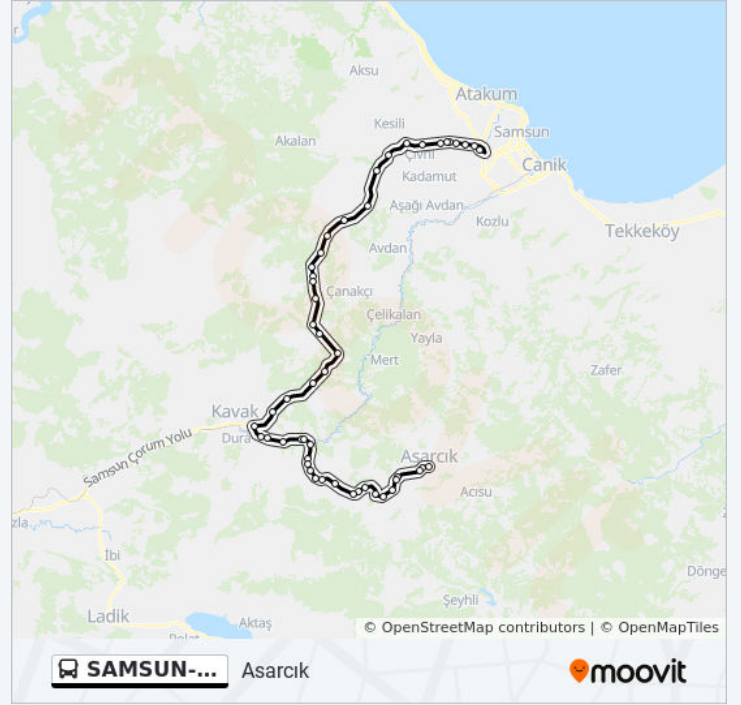 Aksu
Atakum
Kesili
Samsun
Akalan
Çivril
Canik
Kadamut
Aşağı Avdan
Kozlu
Tekkeköy
Avdan
Çanakçı
Çelikalan
Yayla
Mert
Zafer
Kavak
Dura
Samsun Çorum Yolu
Asarcık
Acısu
zla
İbi
Dönge
Şeyhli
Ladik
Aktaş
© OpenStreetMap contributors | © OpenMapTiles
SAMSUN-... Asarcık moovit